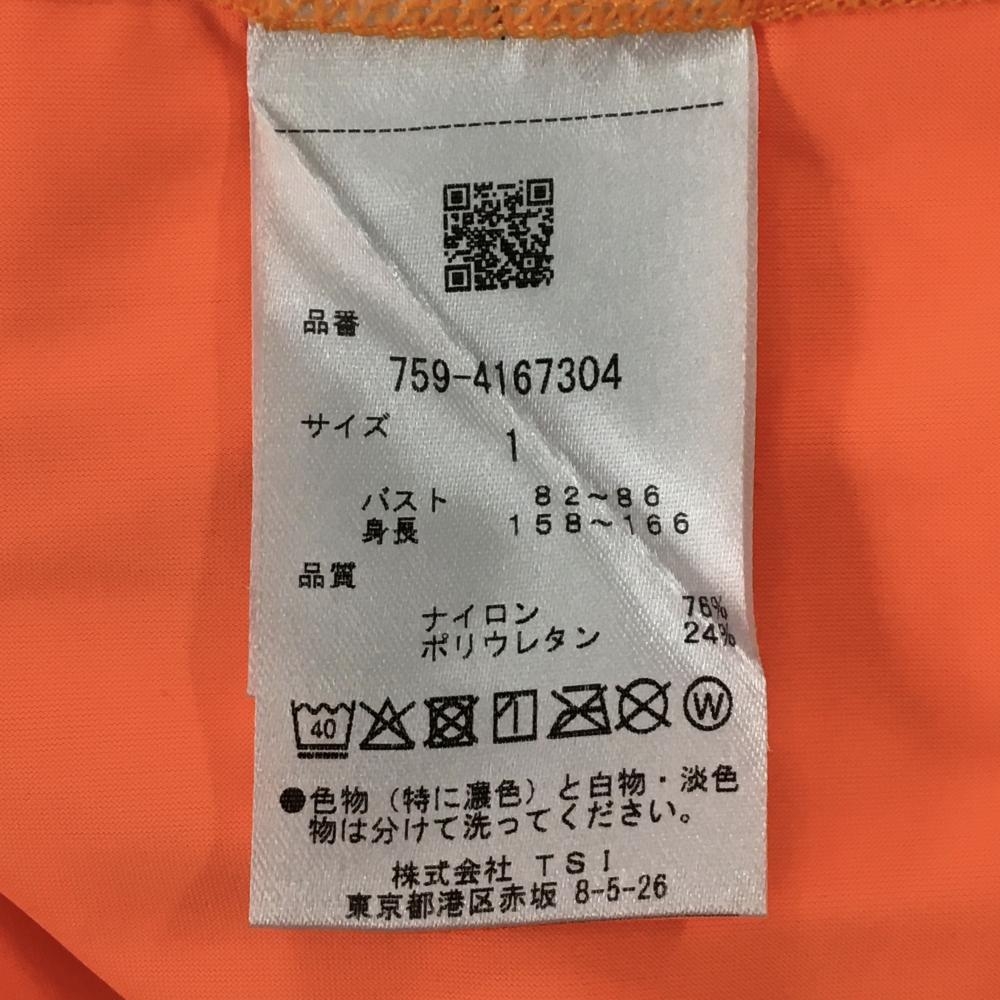 品番
759-4167304
サイズ
1
バスト 82~86
身長 158~166
品質
ナイロン 76%
ポリウレタン 24%
40 W
●色物（特に濃色）と白物・淡色
物は分けて洗ってください。
株式会社 TSI
東京都港区赤坂 8-5-26